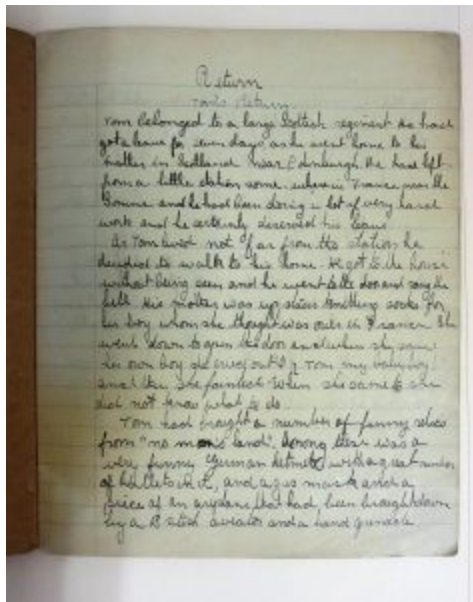 Return
Tom's Return
Tom belonged to a large Scottish regiment He had
got a leave for seven days as he went home to his
mother in Scotland near Edinburgh. He had left
from a little station some-where in France near the
Somme and he had been doing a lot of very hard
work and he certainly deserved his leave.
As Tom lived not far from the station he
decided to walk to his home. He got to the house
without being seen and he went to the door and rang the
bell. His mother was up stairs knitting socks for
her boy whom she thought was over in France. She
went down to open the door and when she saw
her own boy she cried out Tom my
and she fainted. When she came to she
did not know what to do.
Tom had braught a number of funny relics
from "no man's land". Among these was a
very funny German helmet with a great number
of bullets in it, and a gas mask and a
piece of an airplane that had been braught down
by a British aviator and a hand grenade.